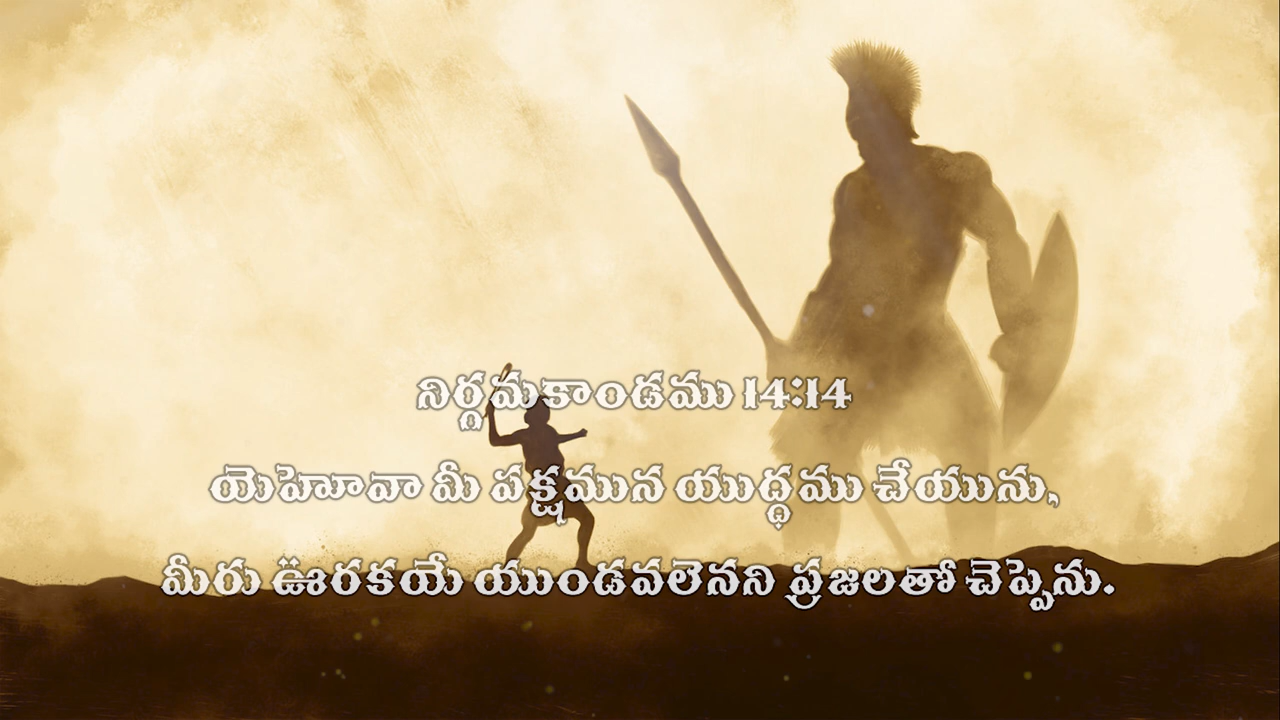 నిర్గమకాండము 14:14
యెహెూవా మీ పక్షమున యుద్ధము చేయును,
మీరు ఊరకయే యుండవలెనని ప్రజలతో చెప్పెను.